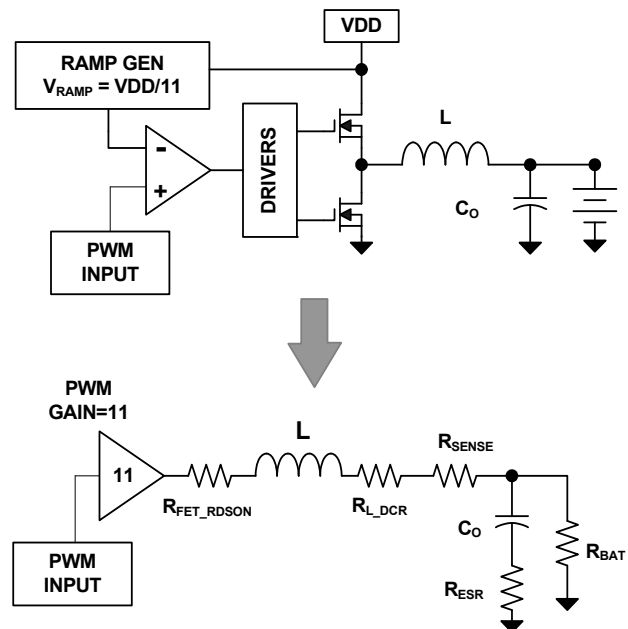 VDD
RAMP GEN
VRAMP = VDD/11
L
-
+
DRIVERS
CO
PWM
INPUT
PWM
GAIN=11
L
RSENSE
11
RFET_RDSON
RL_DCR
CO
RBAT
PWM
INPUT
RESR